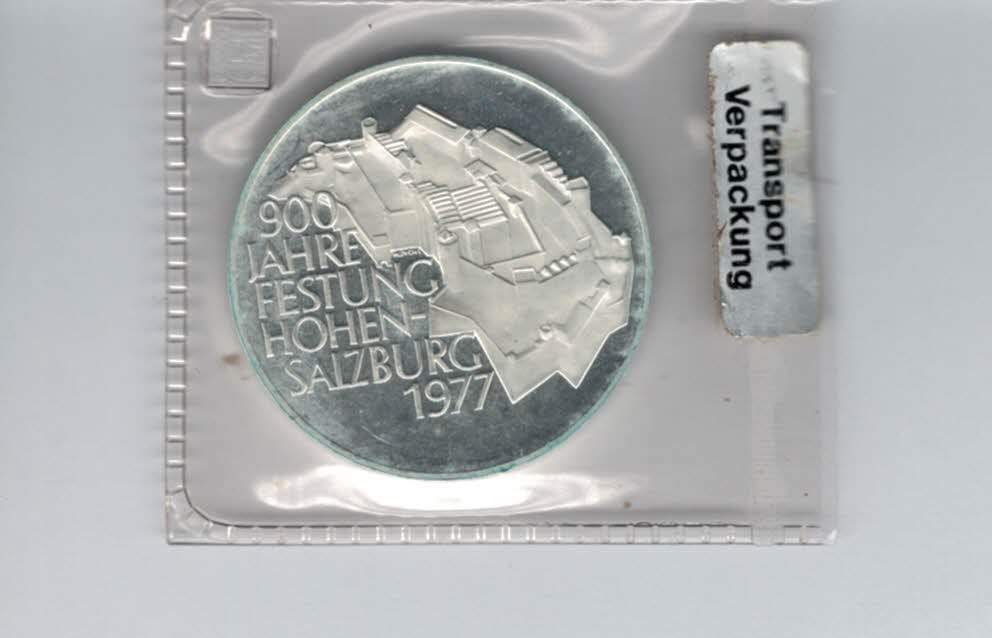 900
JAHRE
FESTUNG
HOHEN-
SALZBURG
1977
Transport
Verpackung